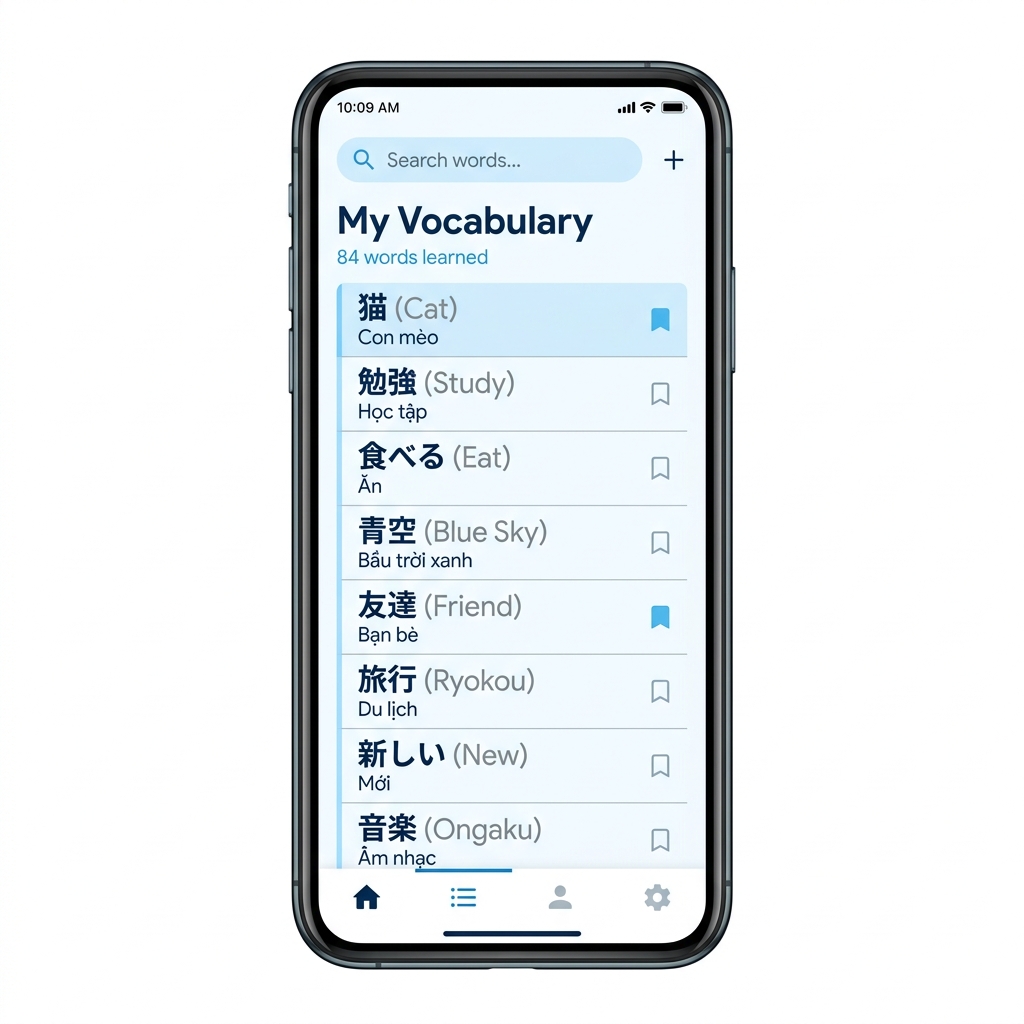 10:09 AM
Search words...
My Vocabulary
84 words learned
猫 (Cat)
Con mèo
勉強 (Study)
Học tập
食べる (Eat)
Ăn
青空 (Blue Sky)
Bầu trời xanh
友達 (Friend)
Bạn bè
旅行 (Ryokou)
Du lịch
新しい (New)
Mới
音楽 (Ongaku)
Âm nhạc